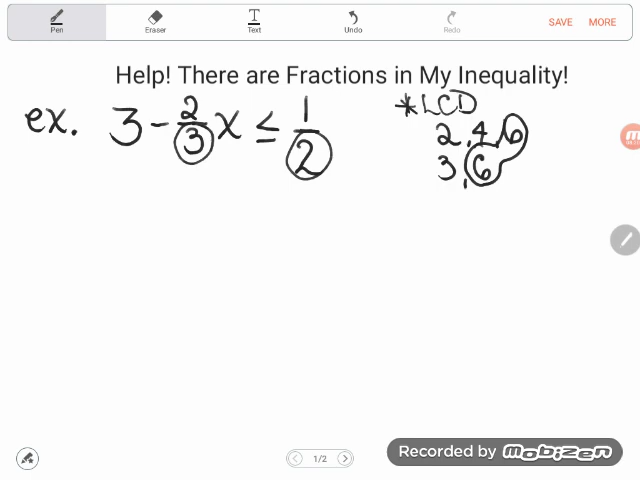 Pen Eraser Text Undo Redo SAVE MORE
Help! There are Fractions in My Inequality!
ex. 3 - 2/3 x ≤ 1/2
*LCD
2, 4, 6
3, 6
1/2
Recorded by mobizen